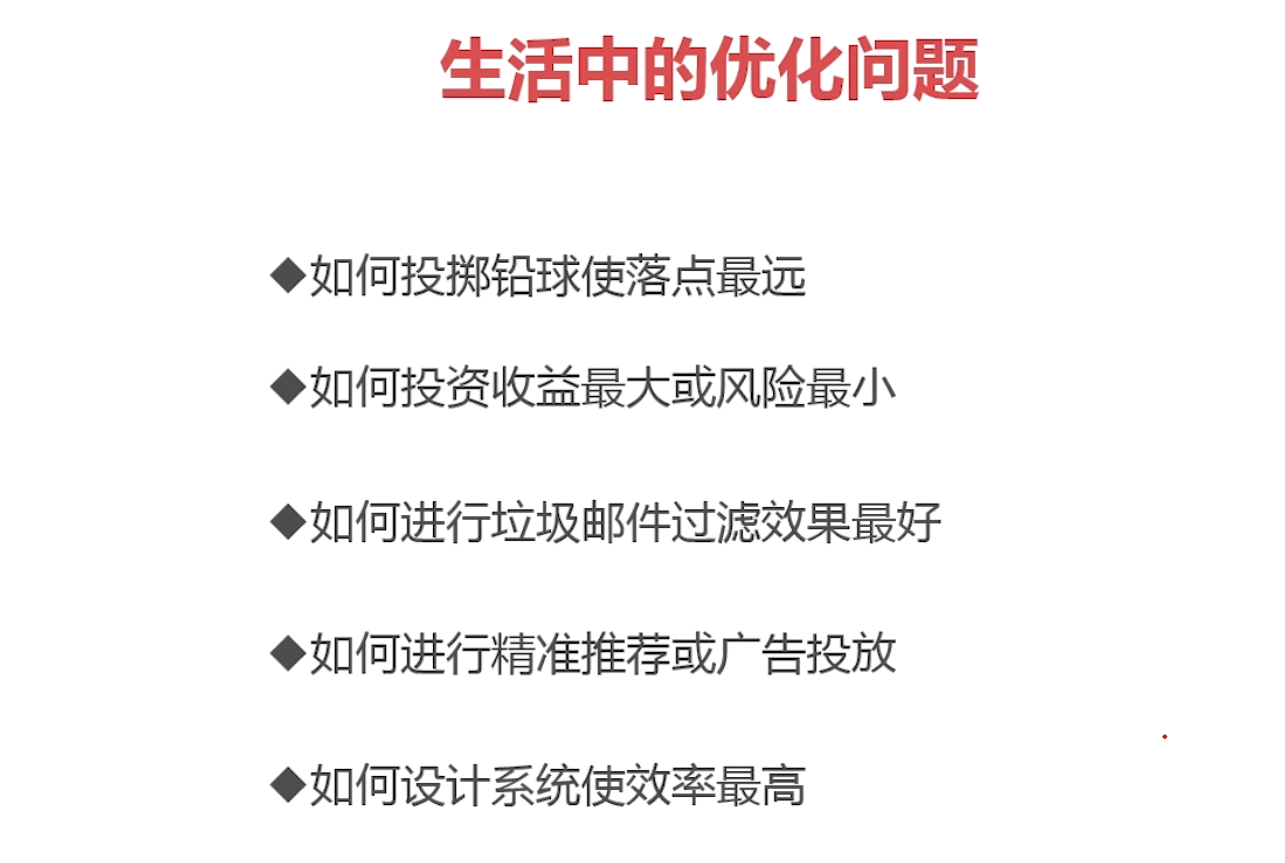 生活中的优化问题
◆如何投掷铅球使落点最远
◆如何投资收益最大或风险最小
◆如何进行垃圾邮件过滤效果最好
◆如何进行精准推荐或广告投放
◆如何设计系统使效率最高